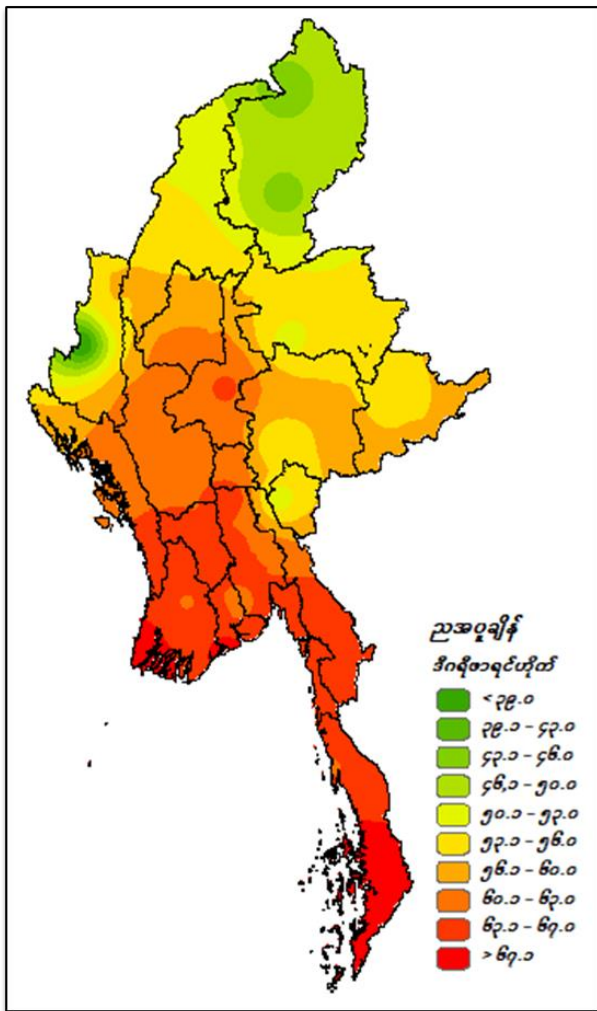 ညအပူချိန်
ဒီဂရီဖာရင်ဟိုက်
<၃၉.၀
၃၉.၁ - ၄၃.၀
၄၃.၁ - ၄၆.၀
၄၆.၁ - ၅၀.၀
၅၀.၁ - ၅၃.၀
၅၃.၁ - ၅၆.၀
၅၆.၁ - ၆၀.၀
၆၀.၁ - ၆၃.၀
၆၃.၁ - ၆၇.၀
>၆၇.၁